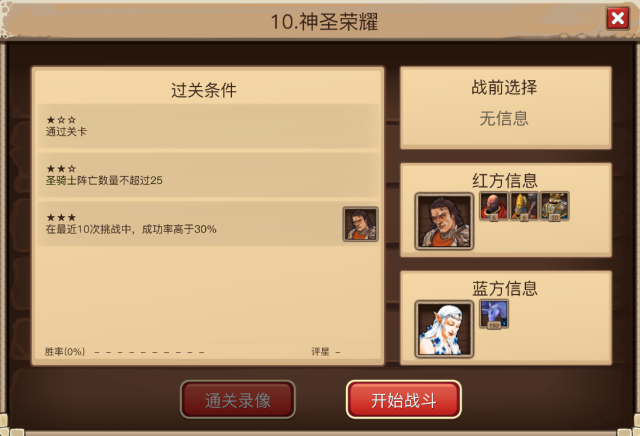 10.神圣荣耀
过关条件
★☆☆
通过关卡
★★☆
圣骑士阵亡数量不超过25
★★★
在最近10次挑战中，成功率高于30%
胜率(0%) - - - - - - - - - -
评星 -
战前选择
无信息
红方信息
蓝方信息
通关录像
开始战斗